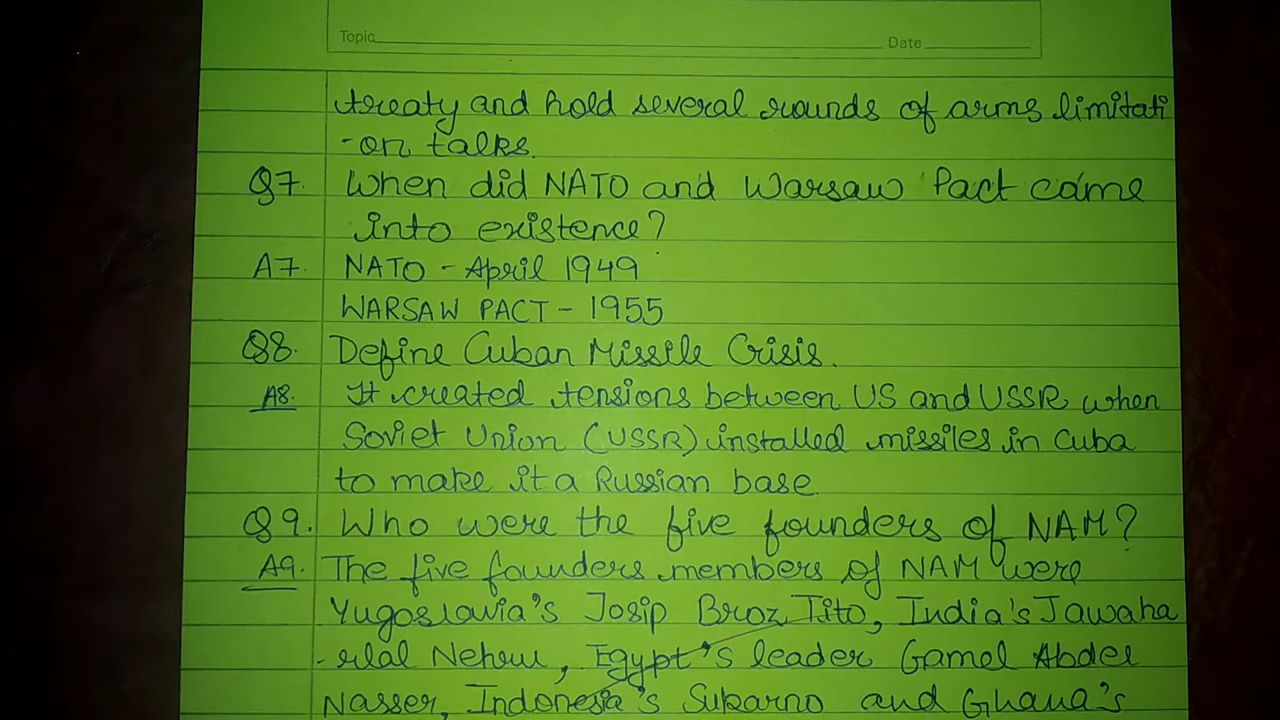 Topic Date
treaty and hold several rounds of arms limitati
-on talks.
Q7. When did NATO and Warsaw Pact came
into existence?
A7. NATO - April 1949
WARSAW PACT - 1955
Q8. Define Cuban Missile Crisis.
A8. It created tensions between US and USSR when
Soviet Union (USSR) installed missiles in Cuba
to make it a Russian base
Q9. Who were the five founders of NAM?
A9. The five founders members of NAM were
Yugoslavia's Josip Broz Tito, India's Jawaha
-rlal Nehru, Egypt's leader Gamel Abdel
Nasser, Indonesia's Sukarno and Ghana's